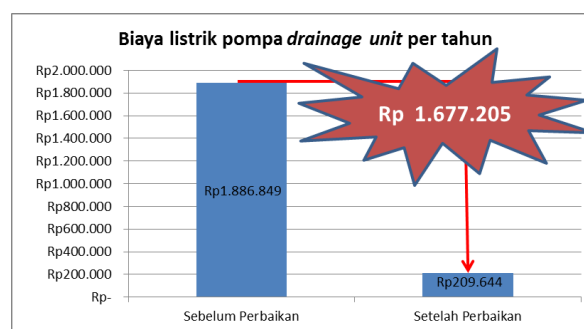 Biaya listrik pompa drainage unit per tahun
Rp2.000.000
Rp1.800.000
Rp1.600.000
Rp1.400.000
Rp1.200.000
Rp1.000.000
Rp800.000
Rp600.000
Rp400.000
Rp200.000
Rp-
Rp 1.677.205
Rp1.886.849
Rp209.644
Sebelum Perbaikan
Setelah Perbaikan